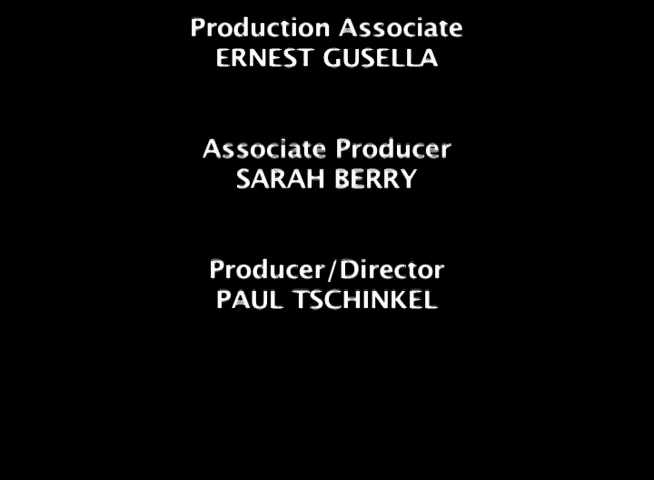 Production Associate
ERNEST GUSELLA
Associate Producer
SARAH BERRY
Producer/Director
PAUL TSCHINKEL